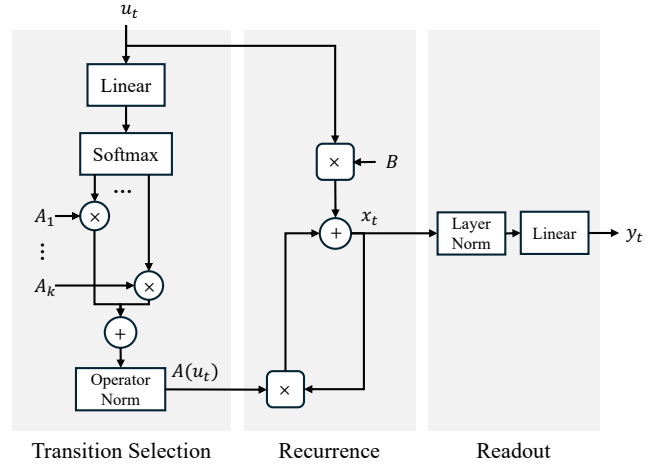 u_t
Linear
Softmax
...
A_1
×
⋮
A_k
×
+
Operator
Norm
A(u_t)
Transition Selection
×
B
+
x_t
×
Recurrence
Layer
Norm
Linear
y_t
Readout